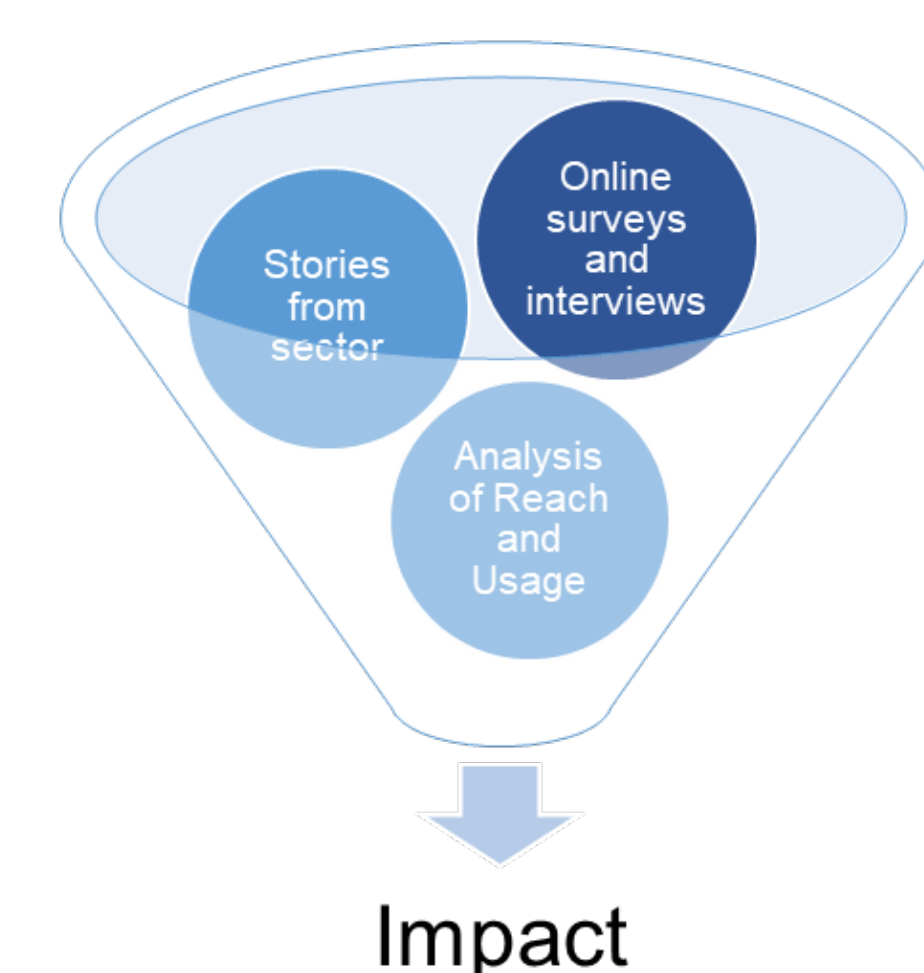 Online
surveys
and
interviews
Stories
from
sector
Analysis
of Reach
and
Usage
Impact